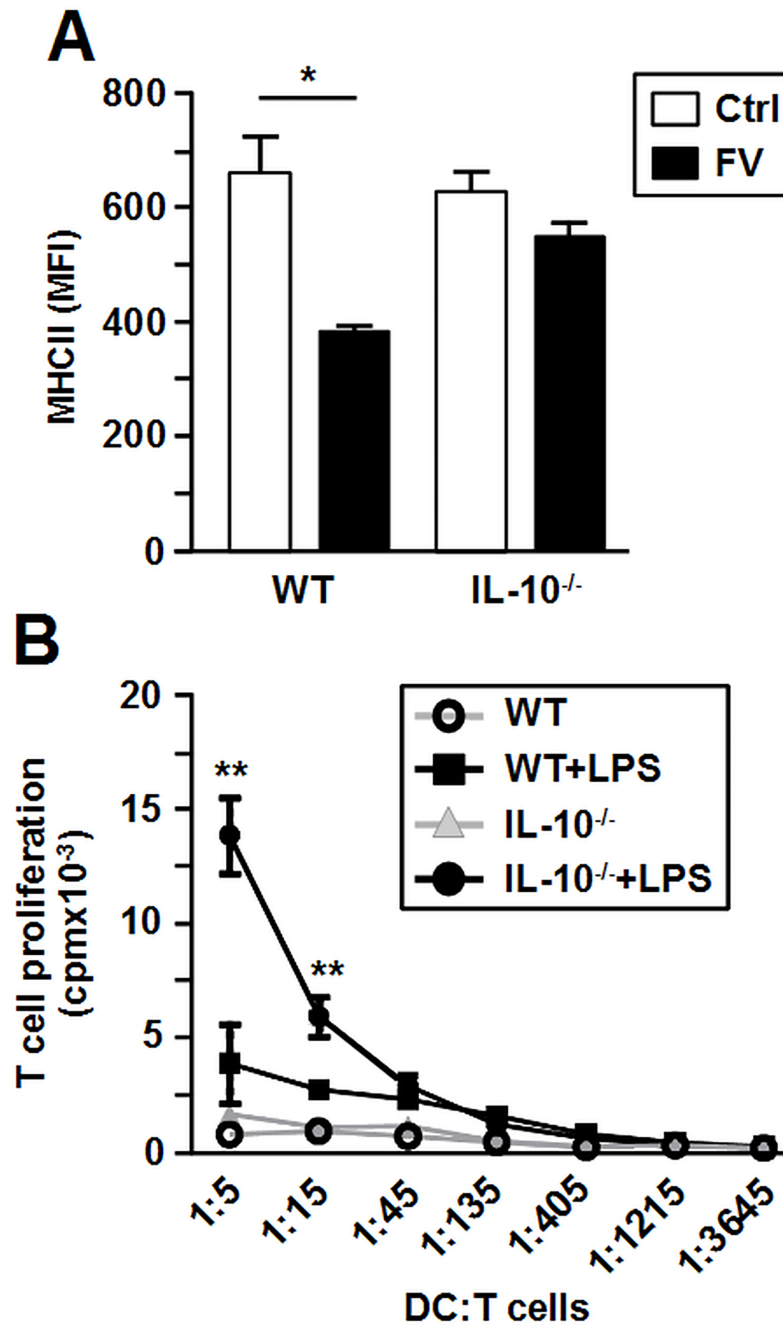 A
*
800
600
400
200
0
MHCII (MFI)
Ctrl
FV
WT
IL-10-/-
B
20
15
10
5
0
T cell proliferation
(cpmx10-3)
**
**
WT
WT+LPS
IL-10-/-
IL-10-/-+LPS
1:5
1:15
1:45
1:135
1:405
1:1215
1:3645
DC:T cells